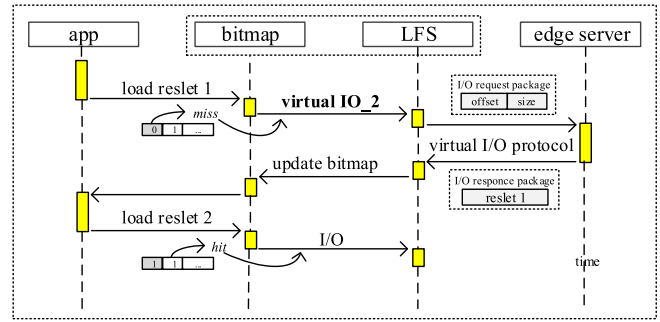 app bitmap LFS edge server
load reslet 1
virtual IO_2
I/O request package
offset size
miss
0 1 ...
virtual I/O protocol
update bitmap
I/O responce package
reslet 1
load reslet 2
hit
I/O
1 1 ...
time